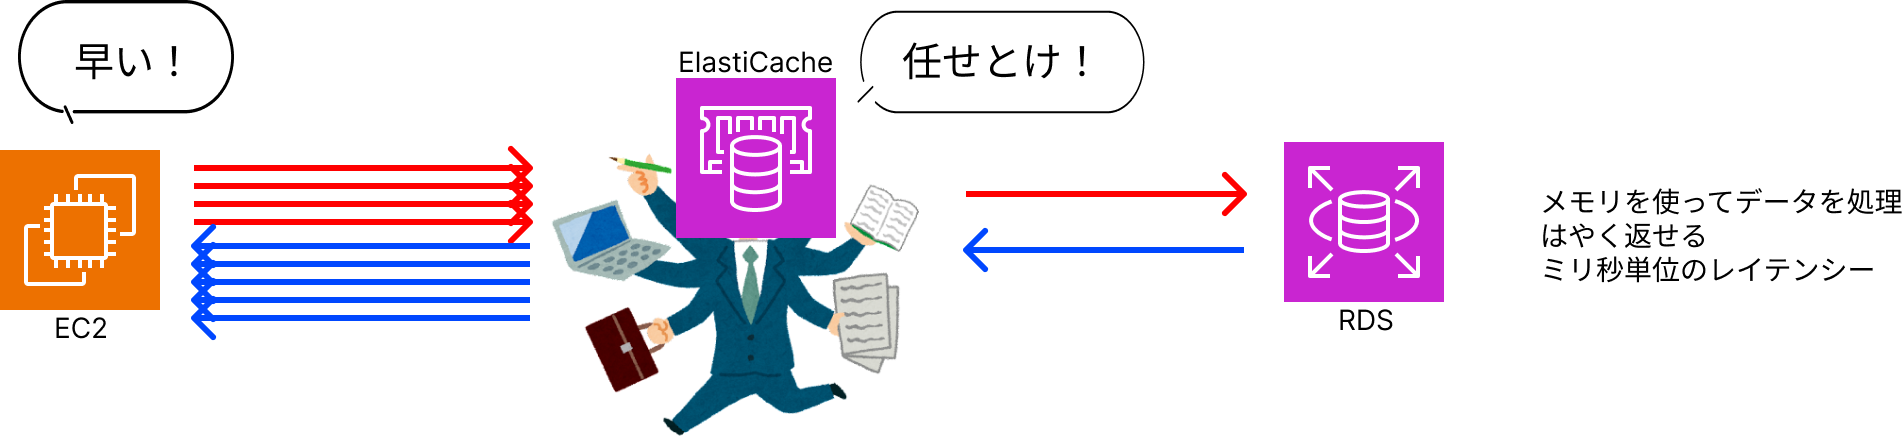 早い！
ElastiCache
任せとけ！
EC2
RDS
メモリを使ってデータを処理
はやく返せる
ミリ秒単位のレイテンシー